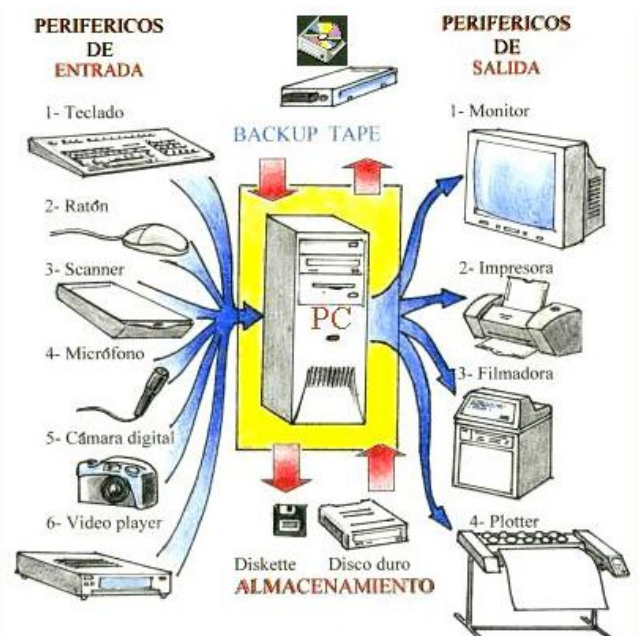 PERIFERICOS
DE
ENTRADA
1- Teclado
2- Ratón
3- Scanner
4- Micrófono
5- Cámara digital
6- Video player
BACKUP TAPE
PC
Diskette
Disco duro
ALMACENAMIENTO
PERIFERICOS
DE
SALIDA
1- Monitor
2- Impresora
3- Filmadora
4- Plotter